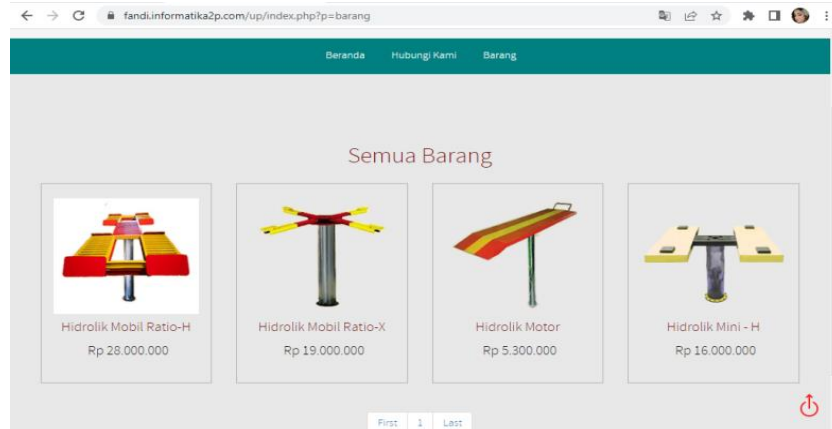 fandi.informatika2p.com/up/index.php?p=barang
Beranda Hubungi Kami Barang
Semua Barang
Hidrolik Mobil Ratio-H
Rp 28.000.000
Hidrolik Mobil Ratio-X
Rp 19.000.000
Hidrolik Motor
Rp 5.300.000
Hidrolik Mini - H
Rp 16.000.000
First 1 Last